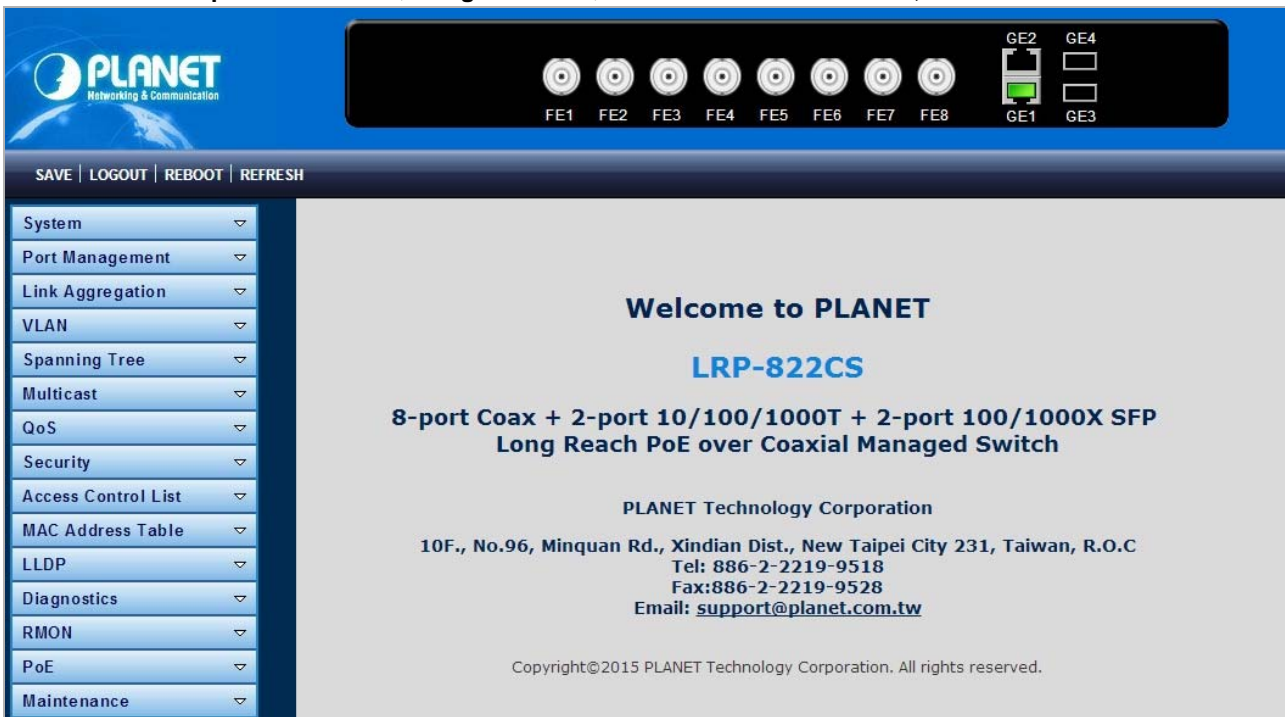 PLANET
Networking & Communication
GE2 GE4
FE1 FE2 FE3 FE4 FE5 FE6 FE7 FE8 GE1 GE3
SAVE | LOGOUT | REBOOT | REFRESH
System
Port Management
Link Aggregation
VLAN
Spanning Tree
Multicast
QoS
Security
Access Control List
MAC Address Table
LLDP
Diagnostics
RMON
PoE
Maintenance
Welcome to PLANET
LRP-822CS
8-port Coax + 2-port 10/100/1000T + 2-port 100/1000X SFP
Long Reach PoE over Coaxial Managed Switch
PLANET Technology Corporation
10F., No.96, Minquan Rd., Xindian Dist., New Taipei City 231, Taiwan, R.O.C
Tel: 886-2-2219-9518
Fax:886-2-2219-9528
Email: support@planet.com.tw
Copyright©2015 PLANET Technology Corporation. All rights reserved.